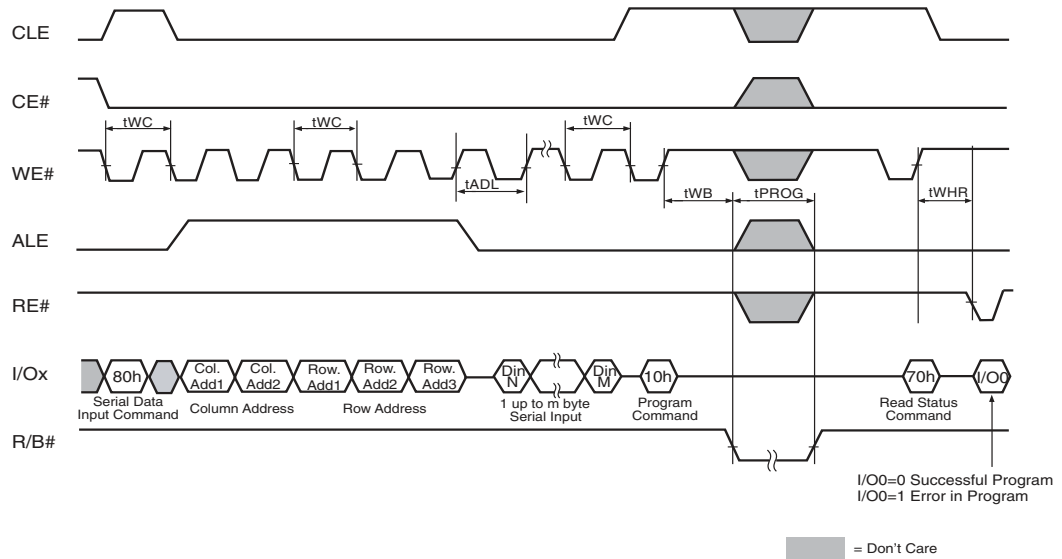 CLE
CE#
tWC
tWC
tWC
WE#
tADL
tWB
tPROG
tWHR
ALE
RE#
I/Ox
80h
Col.
Add1
Col.
Add2
Row.
Add1
Row.
Add2
Row.
Add3
Din
N
Din
M
10h
70h
I/O0
Serial Data
Input Command
Column Address
Row Address
1 up to m byte
Serial Input
Program
Command
Read Status
Command
R/B#
I/O0=0 Successful Program
I/O0=1 Error in Program
= Don't Care